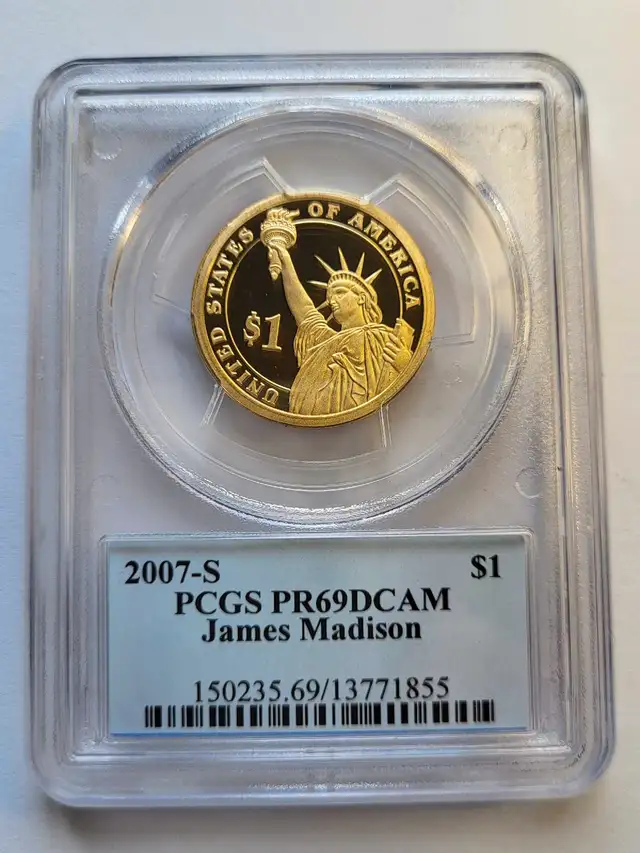 UNITED STATES OF AMERICA
$1
2007-S $1
PCGS PR69DCAM
James Madison
150235.69/13771855